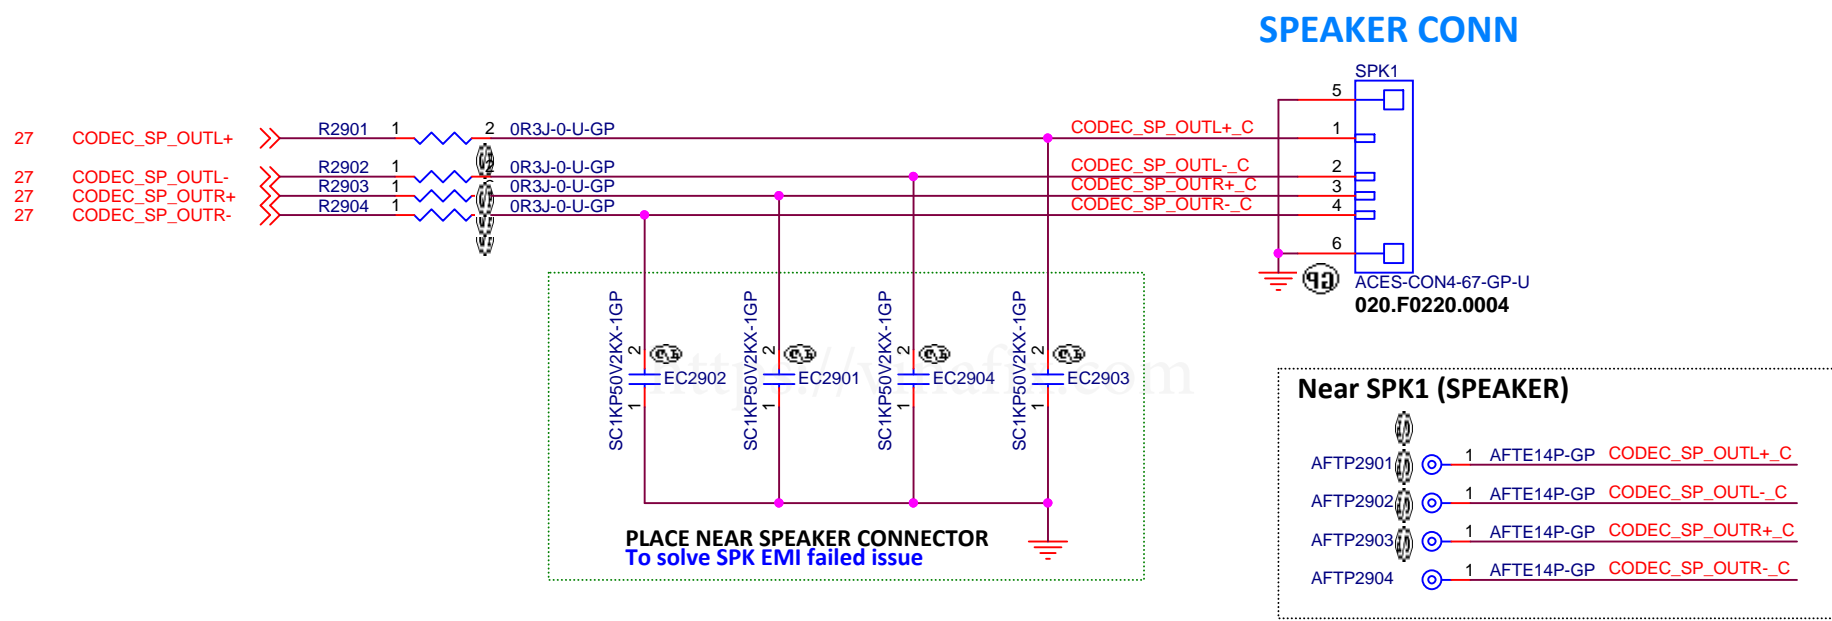 SPEAKER CONN
SPK1
5
27 CODEC_SP_OUTL+ R2901 1 2 0R3J-0-U-GP CODEC_SP_OUTL+_C 1
27 CODEC_SP_OUTL- R2902 1 0R3J-0-U-GP CODEC_SP_OUTL-_C 2
27 CODEC_SP_OUTR+ R2903 1 0R3J-0-U-GP CODEC_SP_OUTR+_C 3
27 CODEC_SP_OUTR- R2904 1 0R3J-0-U-GP CODEC_SP_OUTR-_C 4
6
ACES-CON4-67-GP-U
020.F0220.0004
SC1KP50V2KX-1GP 2 EC2902 1
SC1KP50V2KX-1GP 2 EC2901 1
SC1KP50V2KX-1GP 2 EC2904 1
SC1KP50V2KX-1GP 2 EC2903 1
PLACE NEAR SPEAKER CONNECTOR
To solve SPK EMI failed issue
Near SPK1 (SPEAKER)
AFTP2901 1 AFTE14P-GP CODEC_SP_OUTL+_C
AFTP2902 1 AFTE14P-GP CODEC_SP_OUTL-_C
AFTP2903 1 AFTE14P-GP CODEC_SP_OUTR+_C
AFTP2904 1 AFTE14P-GP CODEC_SP_OUTR-_C